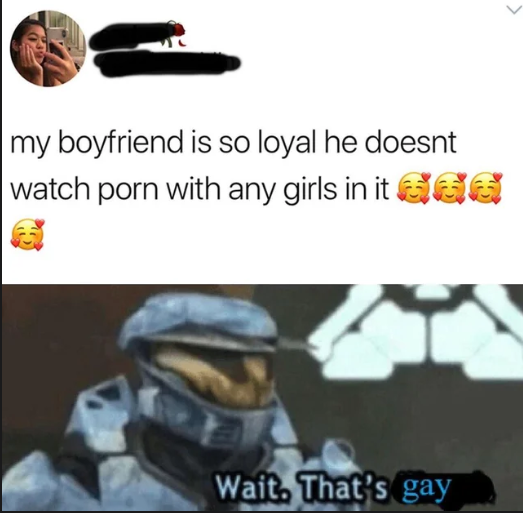 my boyfriend is so loyal he doesnt
watch porn with any girls in it 🥰🥰🥰
🥰
Wait. That's gay